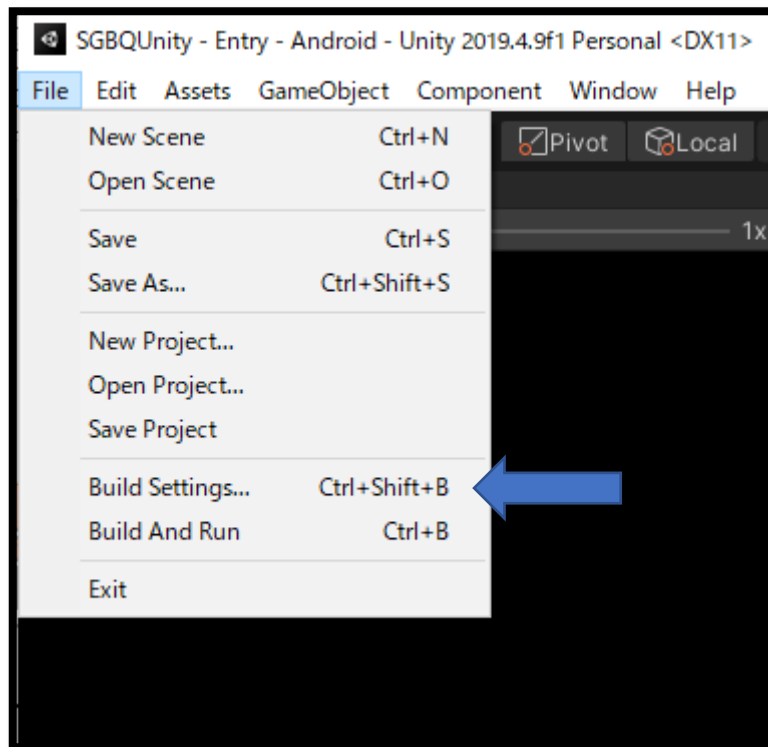 SGBQUnity - Entry - Android - Unity 2019.4.9f1 Personal <DX11>
File Edit Assets GameObject Component Window Help
New Scene Ctrl+N
Pivot Local
Open Scene Ctrl+O
Save Ctrl+S
1x
Save As... Ctrl+Shift+S
New Project...
Open Project...
Save Project
Build Settings... Ctrl+Shift+B
Build And Run Ctrl+B
Exit